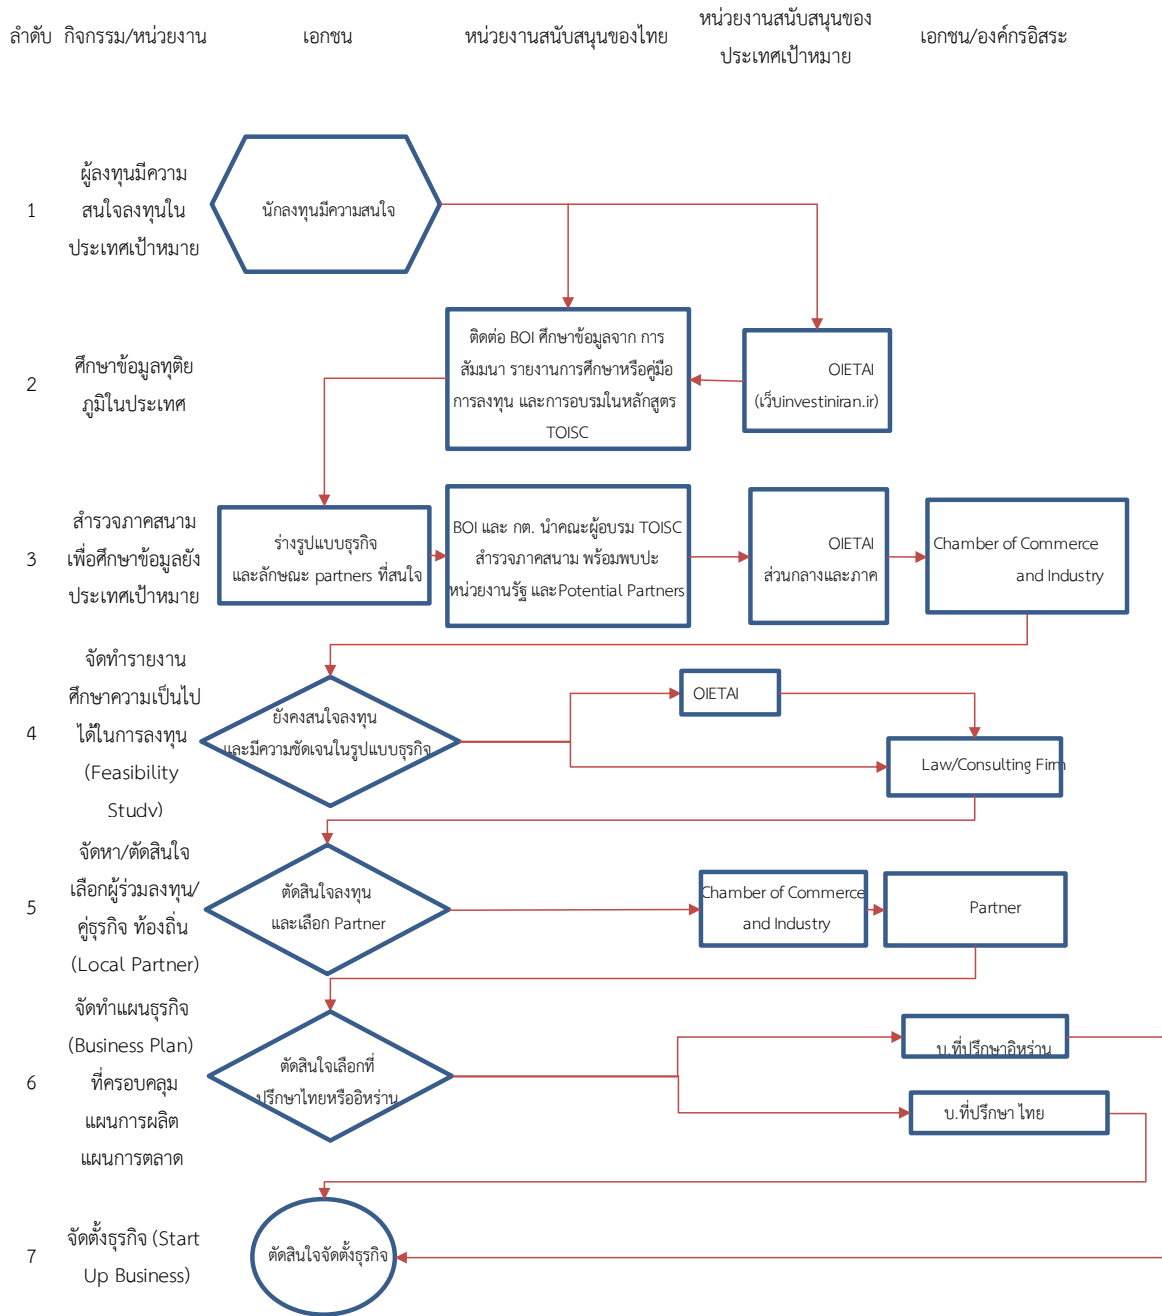 ลำดับ กิจกรรม/หน่วยงาน เอกชน หน่วยงานสนับสนุนของไทย หน่วยงานสนับสนุนของ เอกชน/องค์กรอิสระ
ประเทศเป้าหมาย
1
ผู้ลงทุนมีความ
สนใจลงทุนใน
ประเทศเป้าหมาย
นักลงทุนมีความสนใจ
2
ศึกษาข้อมูลทุติย
ภูมิในประเทศ
ติดต่อ BOI ศึกษาข้อมูลจาก การ
สัมมนา รายงานการศึกษาหรือคู่มือ
การลงทุน และการอบรมในหลักสูตร
TOISC
OIETAI
(เว็บinvestiniran.ir)
3
สำรวจภาคสนาม
เพื่อศึกษาข้อมูลยัง
ประเทศเป้าหมาย
ร่างรูปแบบธุรกิจ
และลักษณะ partners ที่สนใจ
BOI และ กต. นำคณะผู้อบรม TOISC
สำรวจภาคสนาม พร้อมพบปะ
หน่วยงานรัฐ และPotential Partners
OIETAI
ส่วนกลางและภาค
Chamber of Commerce
and Industry
4
จัดทำรายงาน
ศึกษาความเป็นไป
ได้ในการลงทุน
(Feasibility
Study)
ยังคงสนใจลงทุน
และมีความชัดเจนในรูปแบบธุรกิจ
OIETAI
Law/Consulting Firm
5
จัดหา/ตัดสินใจ
เลือกผู้ร่วมลงทุน/
คู่ธุรกิจ ท้องถิ่น
(Local Partner)
ตัดสินใจลงทุน
และเลือก Partner
Chamber of Commerce
and Industry
Partner
6
จัดทำแผนธุรกิจ
(Business Plan)
ที่ครอบคลุม
แผนการผลิต
แผนการตลาด
ตัดสินใจเลือกที่
ปรึกษาไทยหรืออิหร่าน
บ.ที่ปรึกษาอิหร่าน
บ.ที่ปรึกษา ไทย
7
จัดตั้งธุรกิจ (Start
Up Business)
ตัดสินใจจัดตั้งธุรกิจ